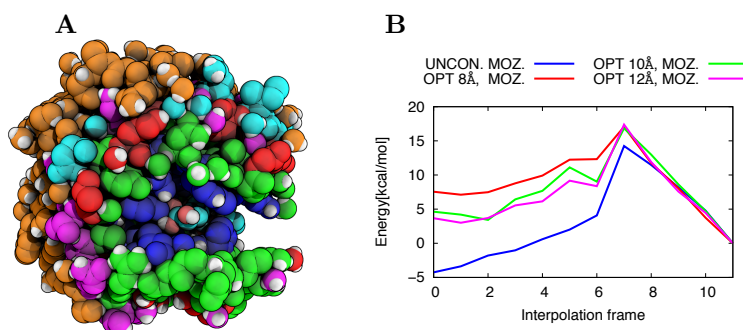 A
B
UNCON. MOZ.
OPT 10Å, MOZ.
OPT 8Å, MOZ.
OPT 12Å, MOZ.
20
15
10
5
0
−5
Energy[kcal/mol]
0 2 4 6 8 10
Interpolation frame